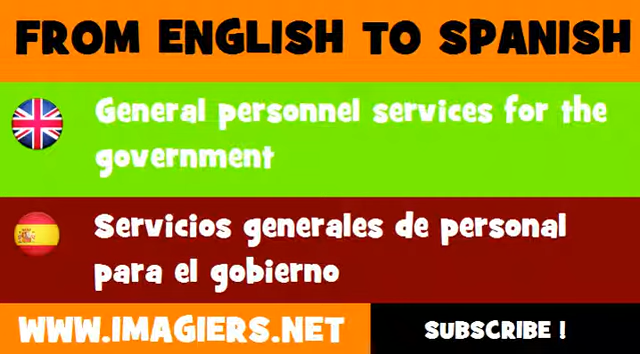 FROM ENGLISH TO SPANISH
General personnel services for the
government
Servicios generales de personal
para el gobierno
WWW.IMAGIERS.NET
SUBSCRIBE !